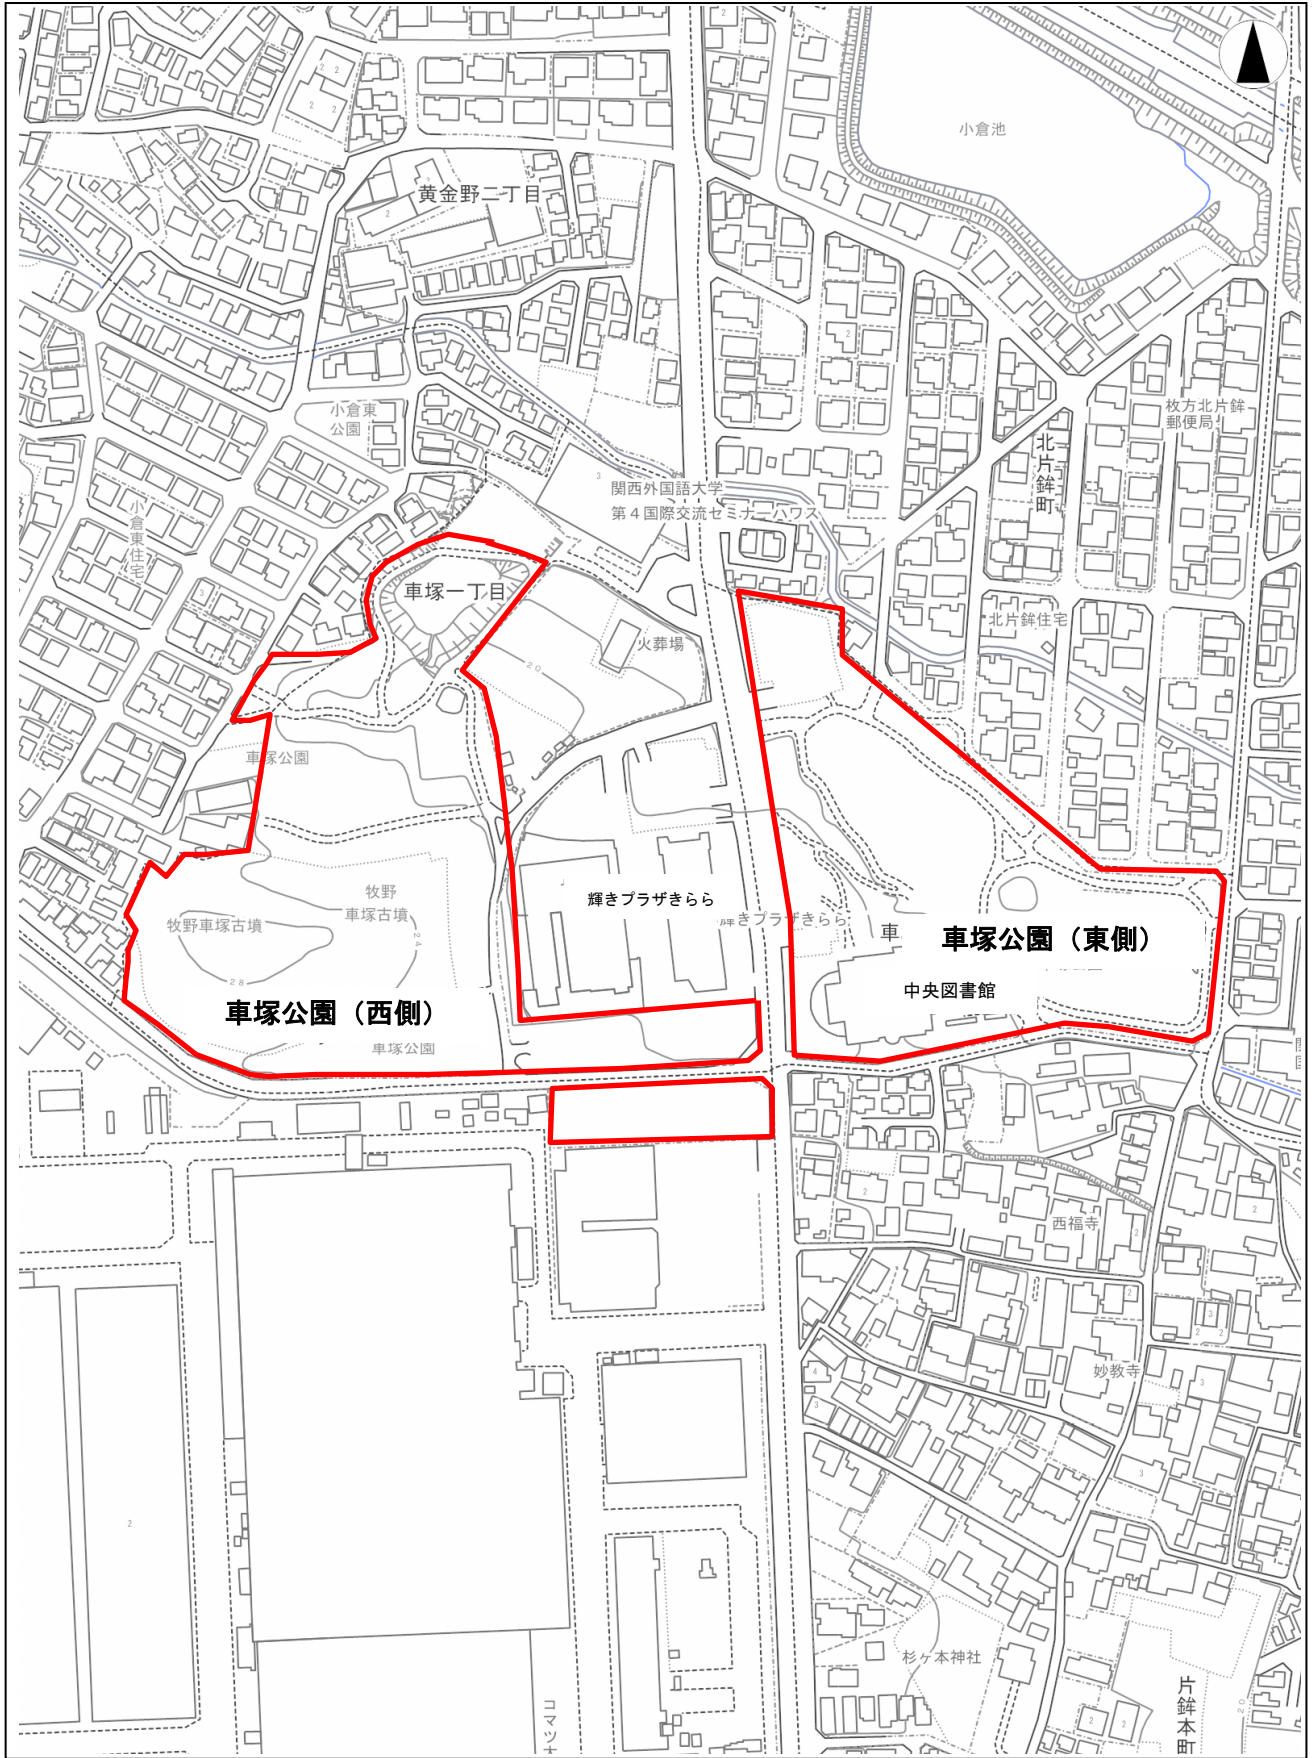 小倉池
黄金野二丁目
小倉東
公園
枚方北片鉾
郵便局
北片鉾町
関西外国語大学
第４国際交流セミナーハウス
小倉東住宅
車塚一丁目
火葬場
北片鉾住宅
20
車塚公園
牧野
車塚古墳
牧野車塚古墳
24
28
輝きプラザきらら
輝きプラザきらら
車
車塚公園（東側）
中央図書館
車塚公園（西側）
車塚公園
西福寺
妙教寺
杉ヶ本神社
片鉾本町
20
コマツ